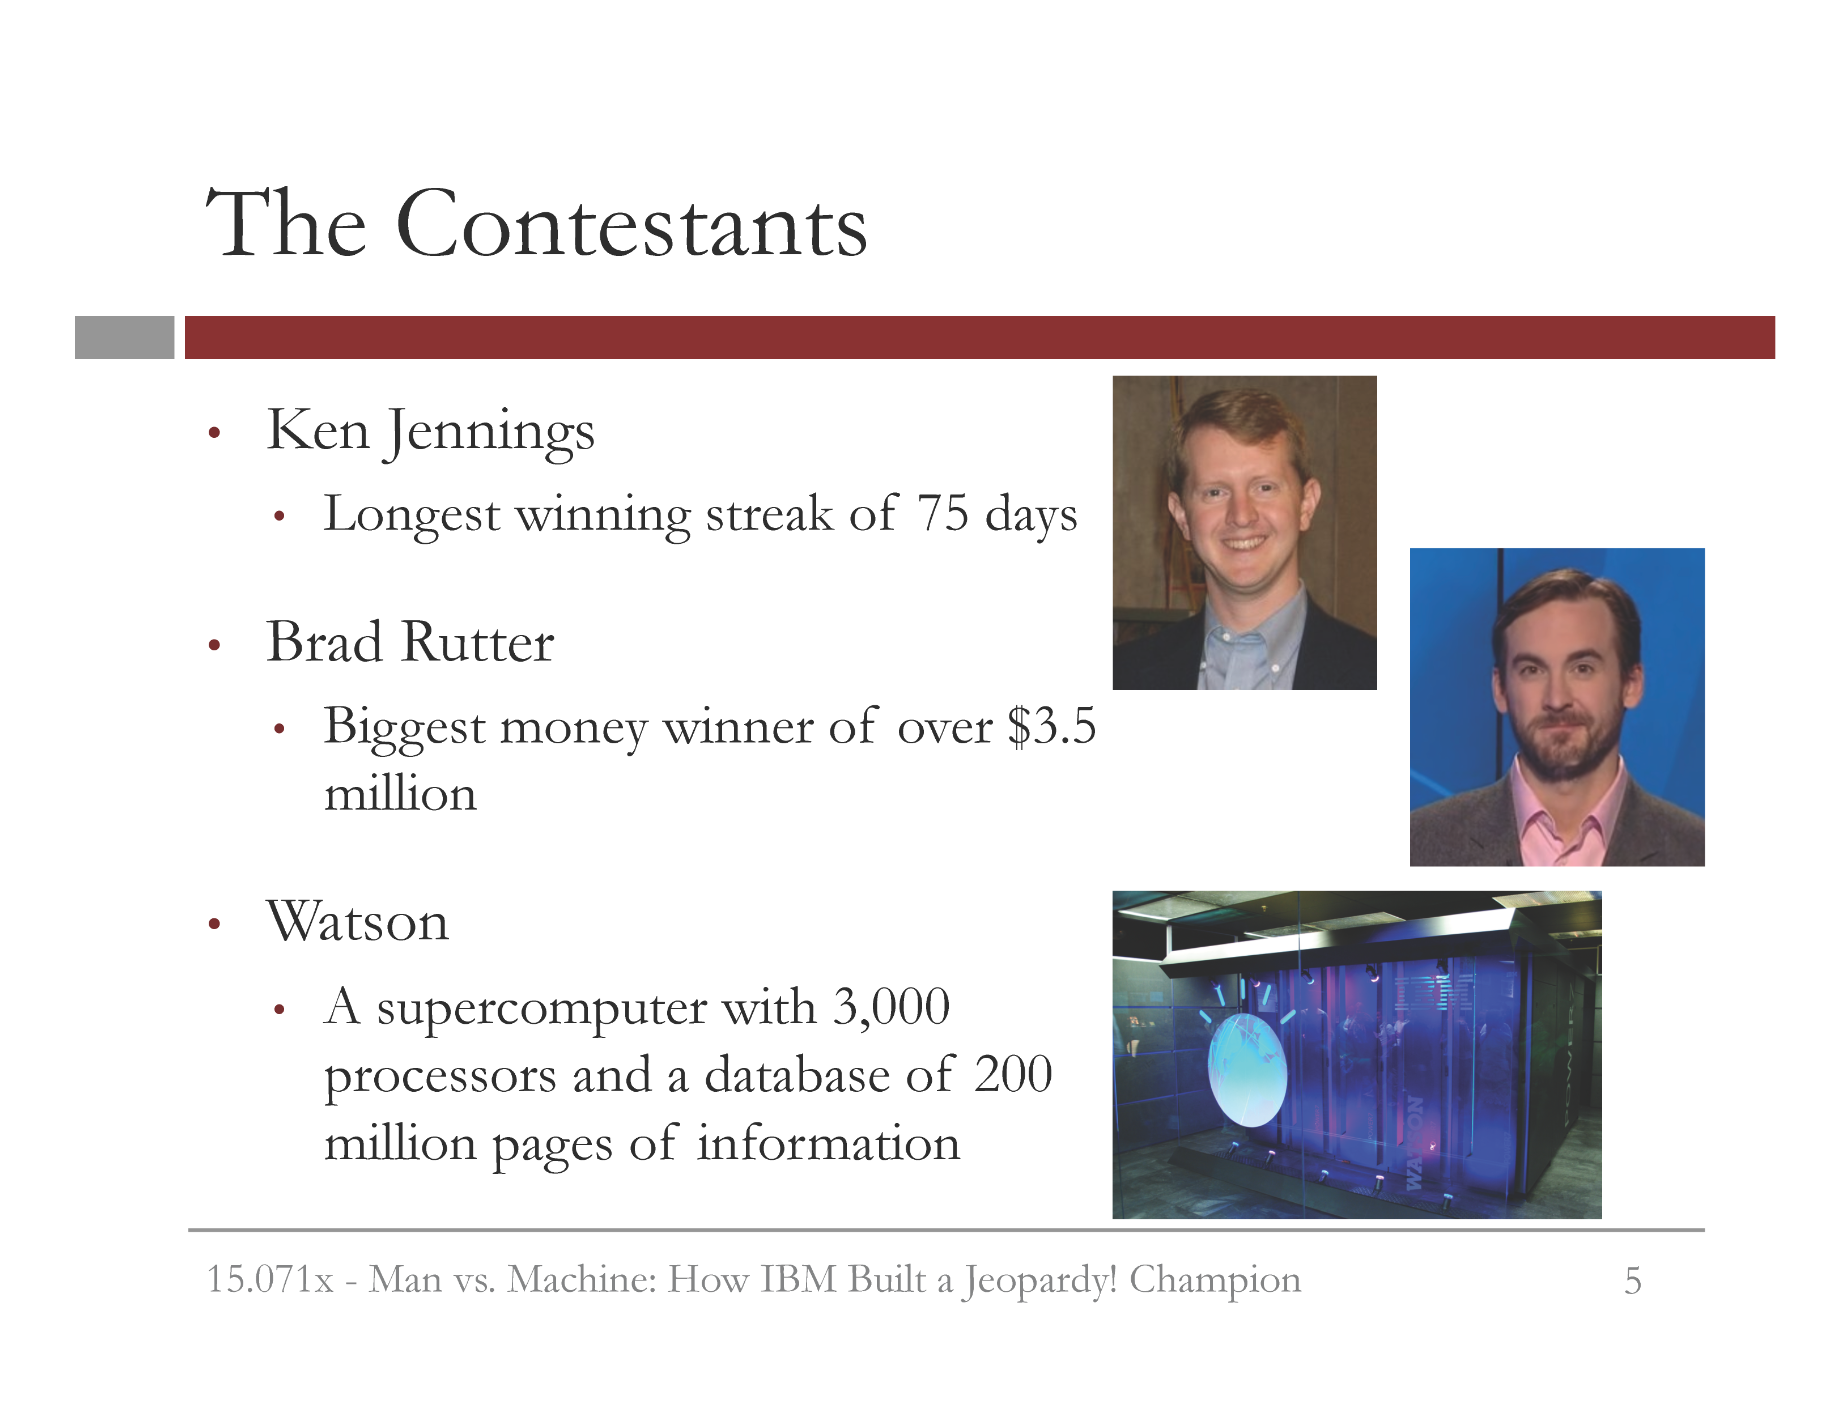 The Contestants
• Ken Jennings
• Longest winning streak of 75 days
• Brad Rutter
• Biggest money winner of over $3.5
million
• Watson
• A supercomputer with 3,000
processors and a database of 200
million pages of information
IBM
WATSON
WATSON
15.071x - Man vs. Machine: How IBM Built a Jeopardy! Champion
5